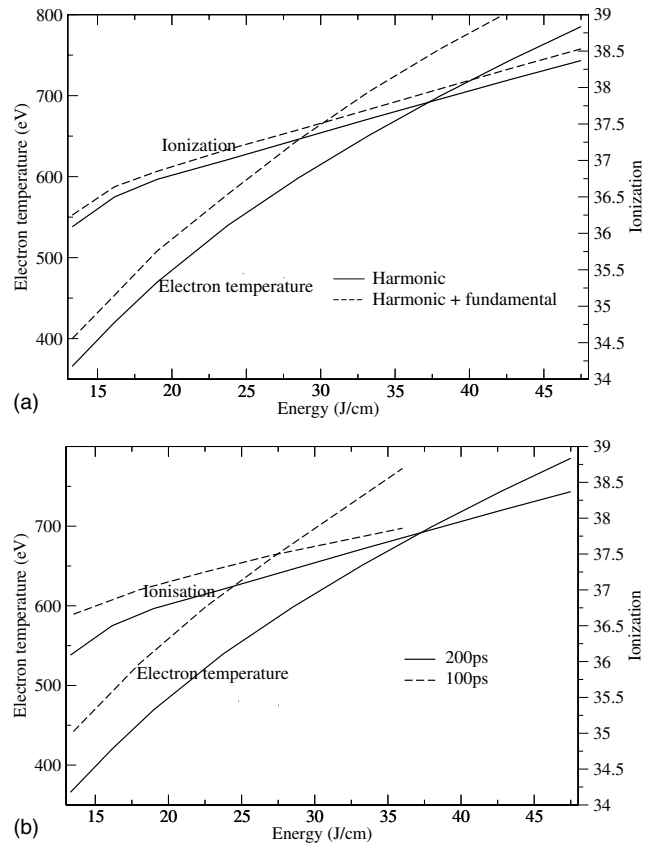 800
700
600
500
400
Electron temperature (eV)
39
38.5
38
37.5
37
36.5
36
35.5
35
34.5
34
Ionization
Ionization
Electron temperature
Harmonic
Harmonic + fundamental
15 20 25 30 35 40 45
Energy (J/cm)
(a)
700
600
500
400
Electron temperature (eV)
39
38.5
38
37.5
37
36.5
36
35.5
35
34.5
34
Ionization
Ionisation
Electron temperature
200ps
100ps
15 20 25 30 35 40 45
Energy (J/cm)
(b)